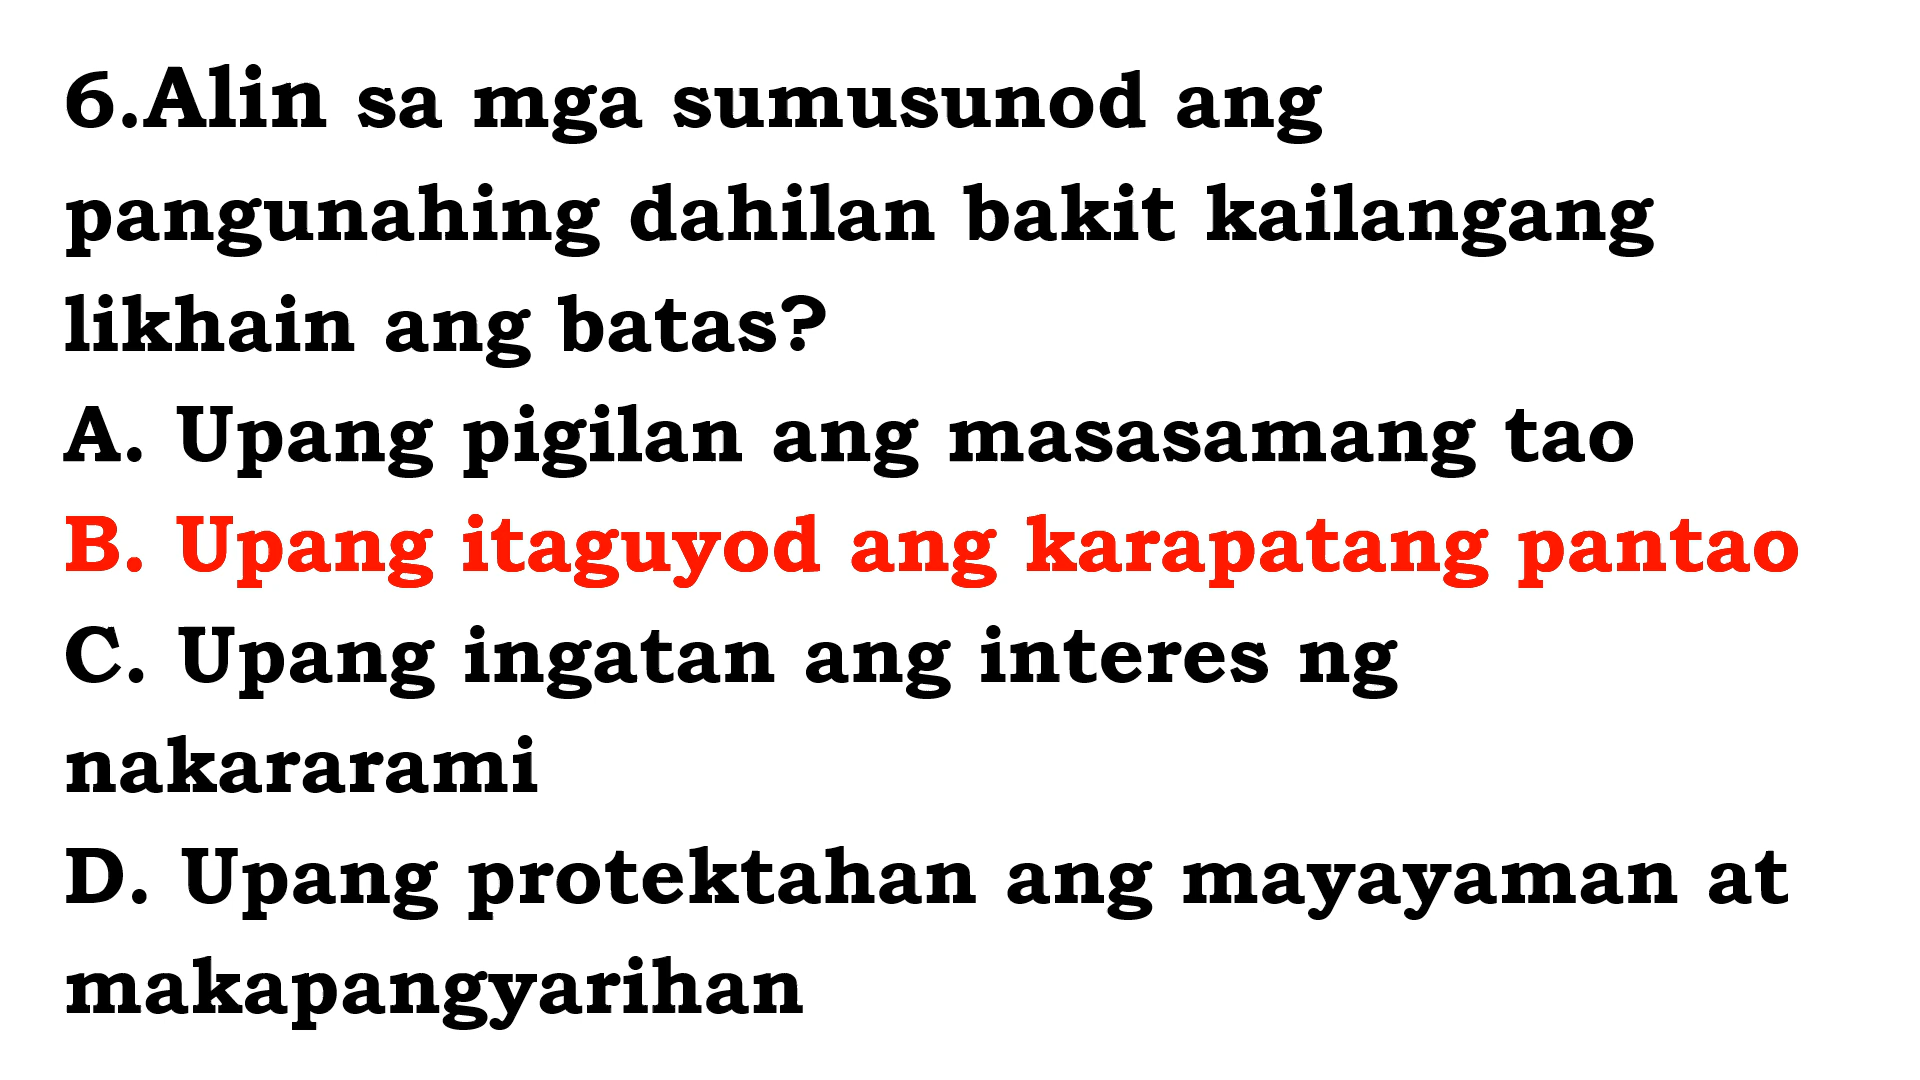 6.Alin sa mga sumusunod ang
pangunahing dahilan bakit kailangang
likhain ang batas?
A. Upang pigilan ang masasamang tao
B. Upang itaguyod ang karapatang pantao
C. Upang ingatan ang interes ng
nakararami
D. Upang protektahan ang mayayaman at
makapangyarihan